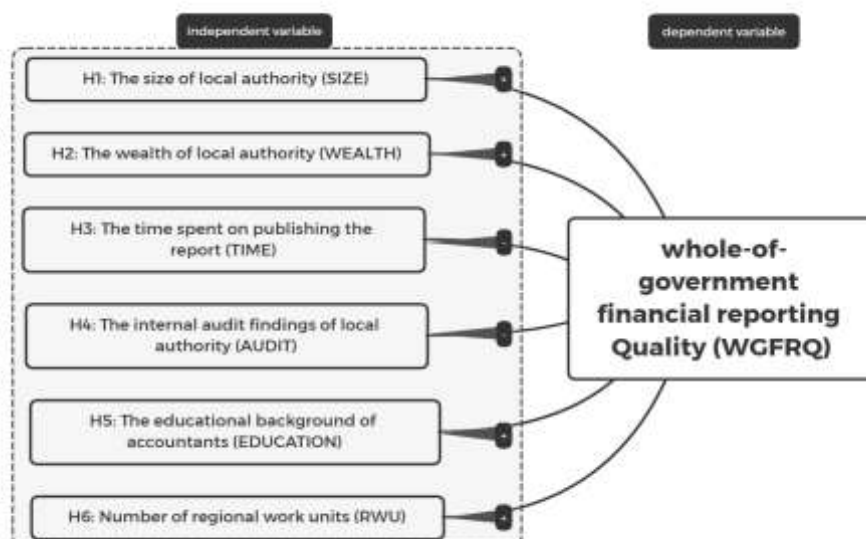 independent variable
dependent variable
H1: The size of local authority (SIZE)
H2: The wealth of local authority (WEALTH)
H3: The time spent on publishing the
report (TIME)
H4: The internal audit findings of local
authority (AUDIT)
H5: The educational background of
accountants (EDUCATION)
H6: Number of regional work units (RWU)
whole-of-
government
financial reporting
Quality (WGFRQ)